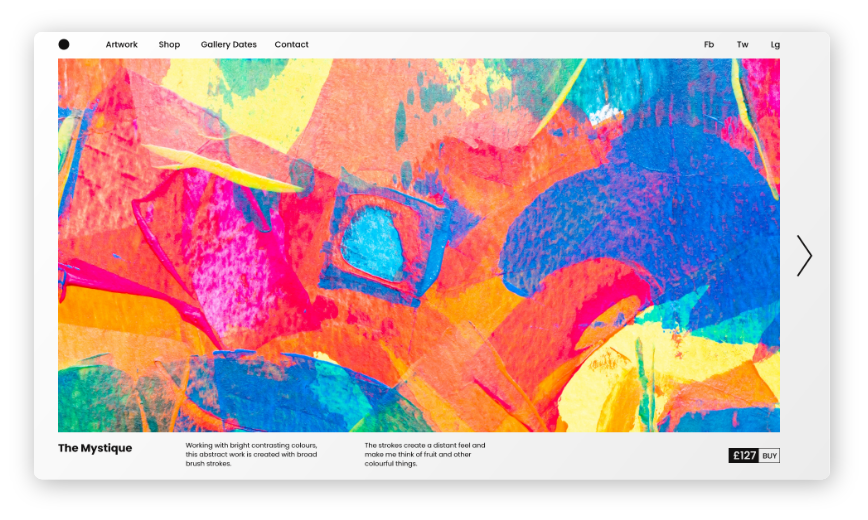 Artwork Shop Gallery Dates Contact Fb Tw Lg
The Mystique
Working with bright contrasting colours,
this abstract work is created with broad
brush strokes.
The strokes create a distant feel and
make me think of fruit and other
colourful things.
£127 BUY